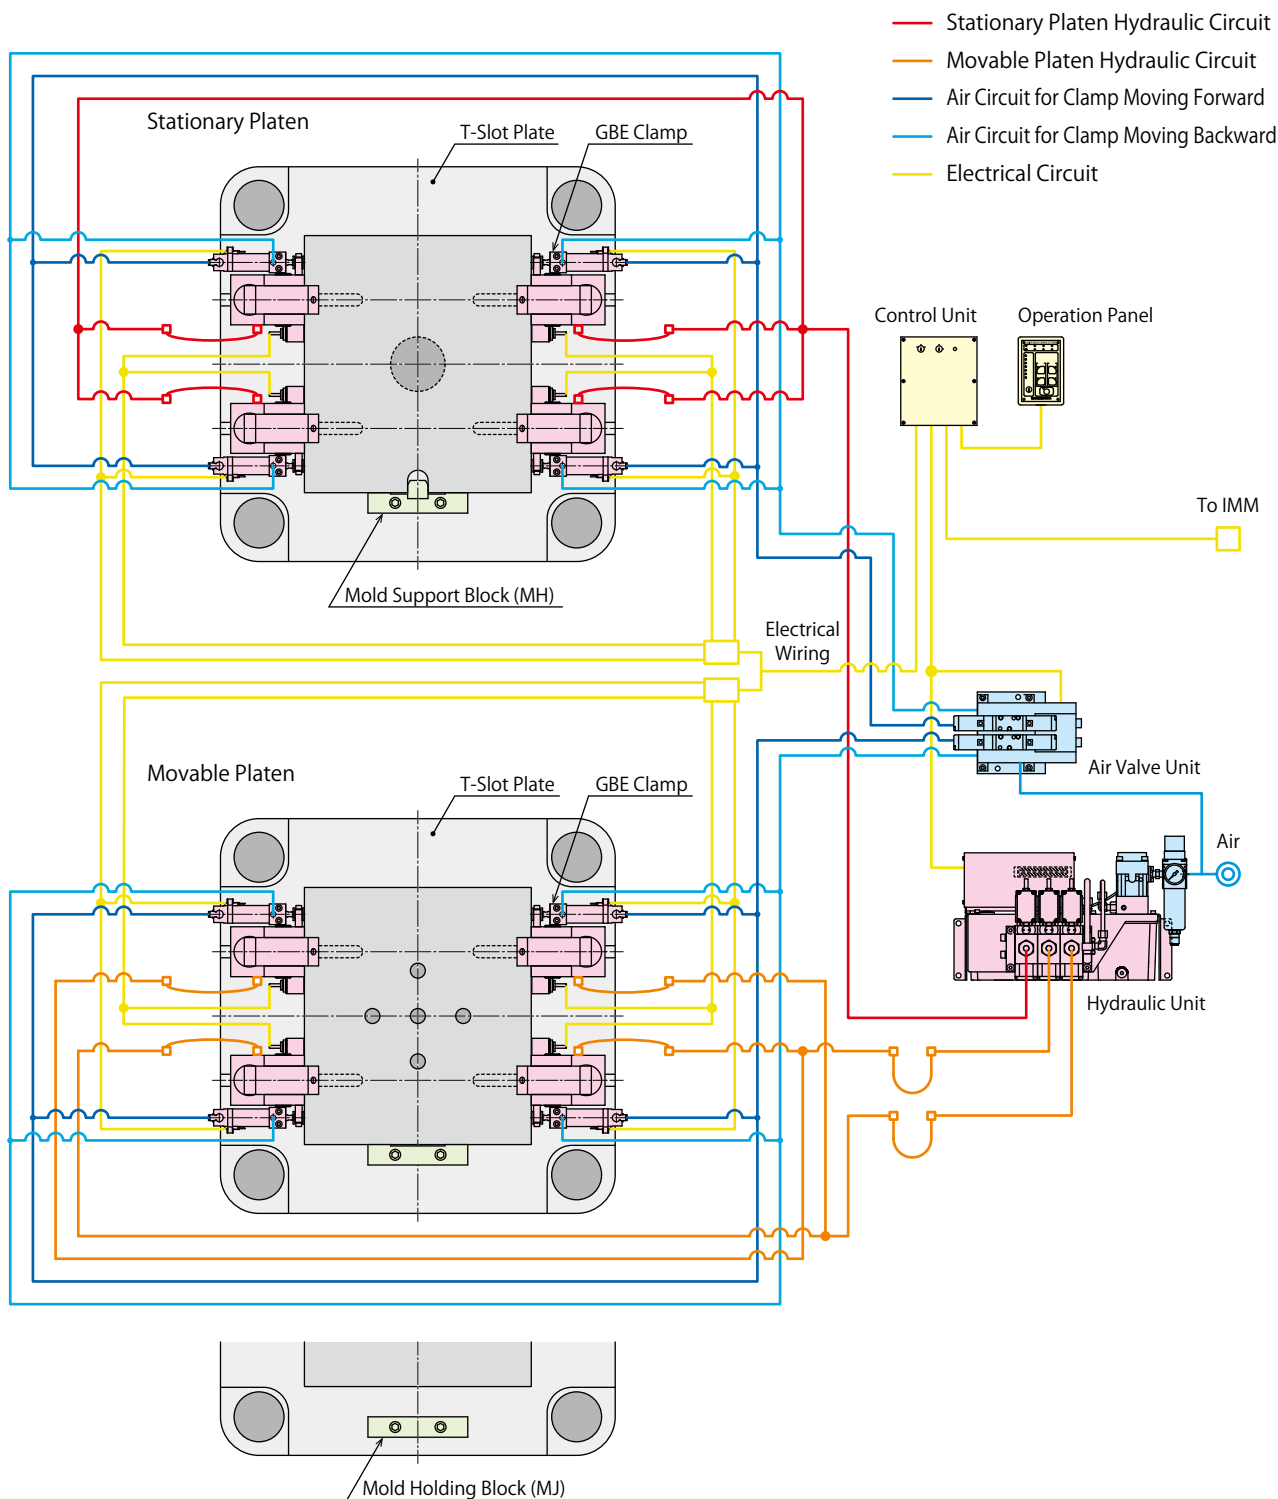 Stationary Platen Hydraulic Circuit
Movable Platen Hydraulic Circuit
Air Circuit for Clamp Moving Forward
Air Circuit for Clamp Moving Backward
Electrical Circuit
Stationary Platen
T-Slot Plate
GBE Clamp
Control Unit
Operation Panel
To IMM
Mold Support Block (MH)
Electrical
Wiring
Movable Platen
T-Slot Plate
GBE Clamp
Air Valve Unit
Air
Hydraulic Unit
Mold Holding Block (MJ)